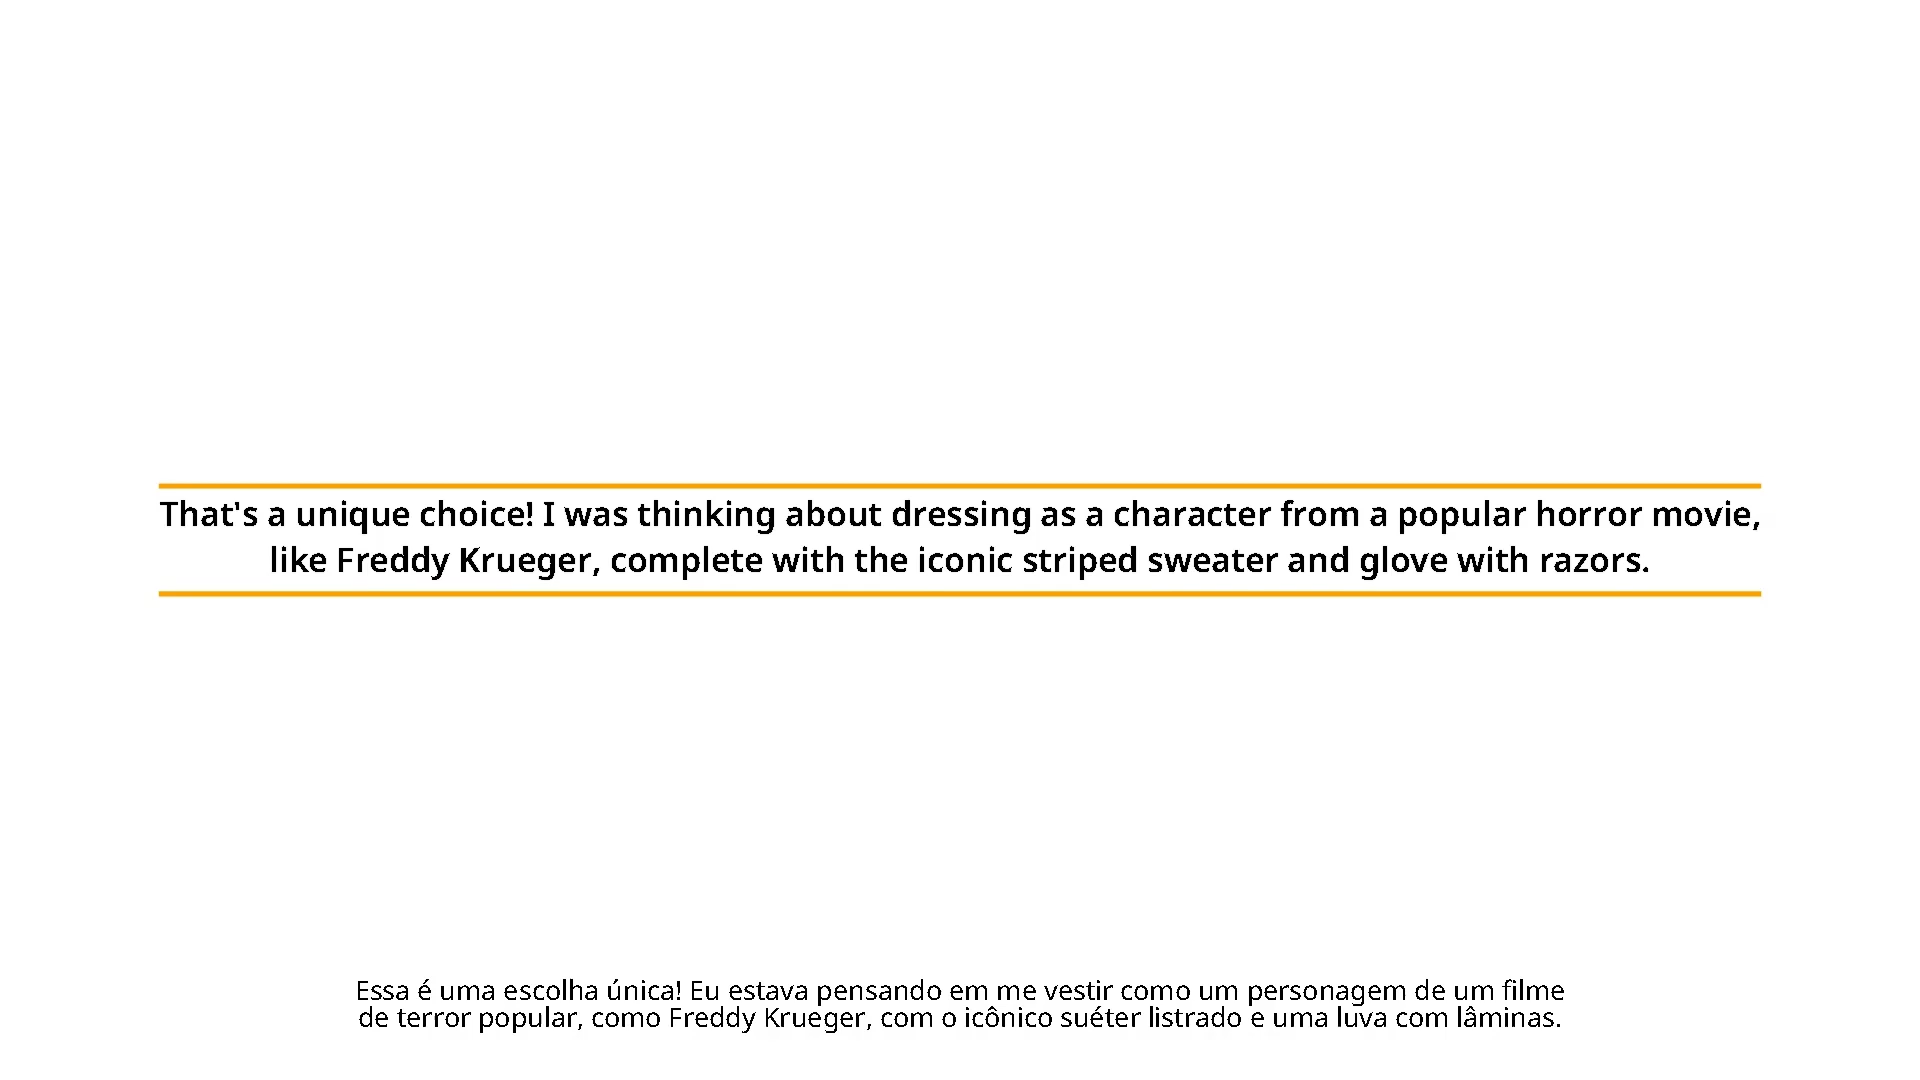 That's a unique choice! I was thinking about dressing as a character from a popular horror movie,
like Freddy Krueger, complete with the iconic striped sweater and glove with razors.
Essa é uma escolha única! Eu estava pensando em me vestir como um personagem de um filme
de terror popular, como Freddy Krueger, com o icônico suéter listrado e uma luva com lâminas.